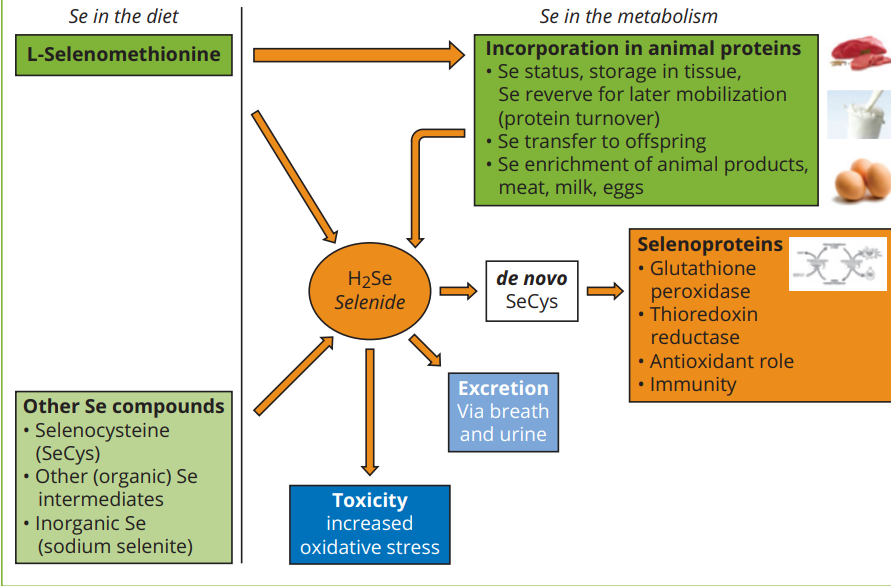 Se in the diet
Se in the metabolism
L-Selenomethionine
Incorporation in animal proteins
• Se status, storage in tissue,
Se reverve for later mobilization
(protein turnover)
• Se transfer to offspring
• Se enrichment of animal products,
meat, milk, eggs
H2Se
Selenide
de novo
SeCys
Selenoproteins
• Glutathione
peroxidase
• Thioredoxin
reductase
• Antioxidant role
• Immunity
Excretion
Via breath
and urine
Other Se compounds
• Selenocysteine
(SeCys)
• Other (organic) Se
intermediates
• Inorganic Se
(sodium selenite)
Toxicity
increased
oxidative stress